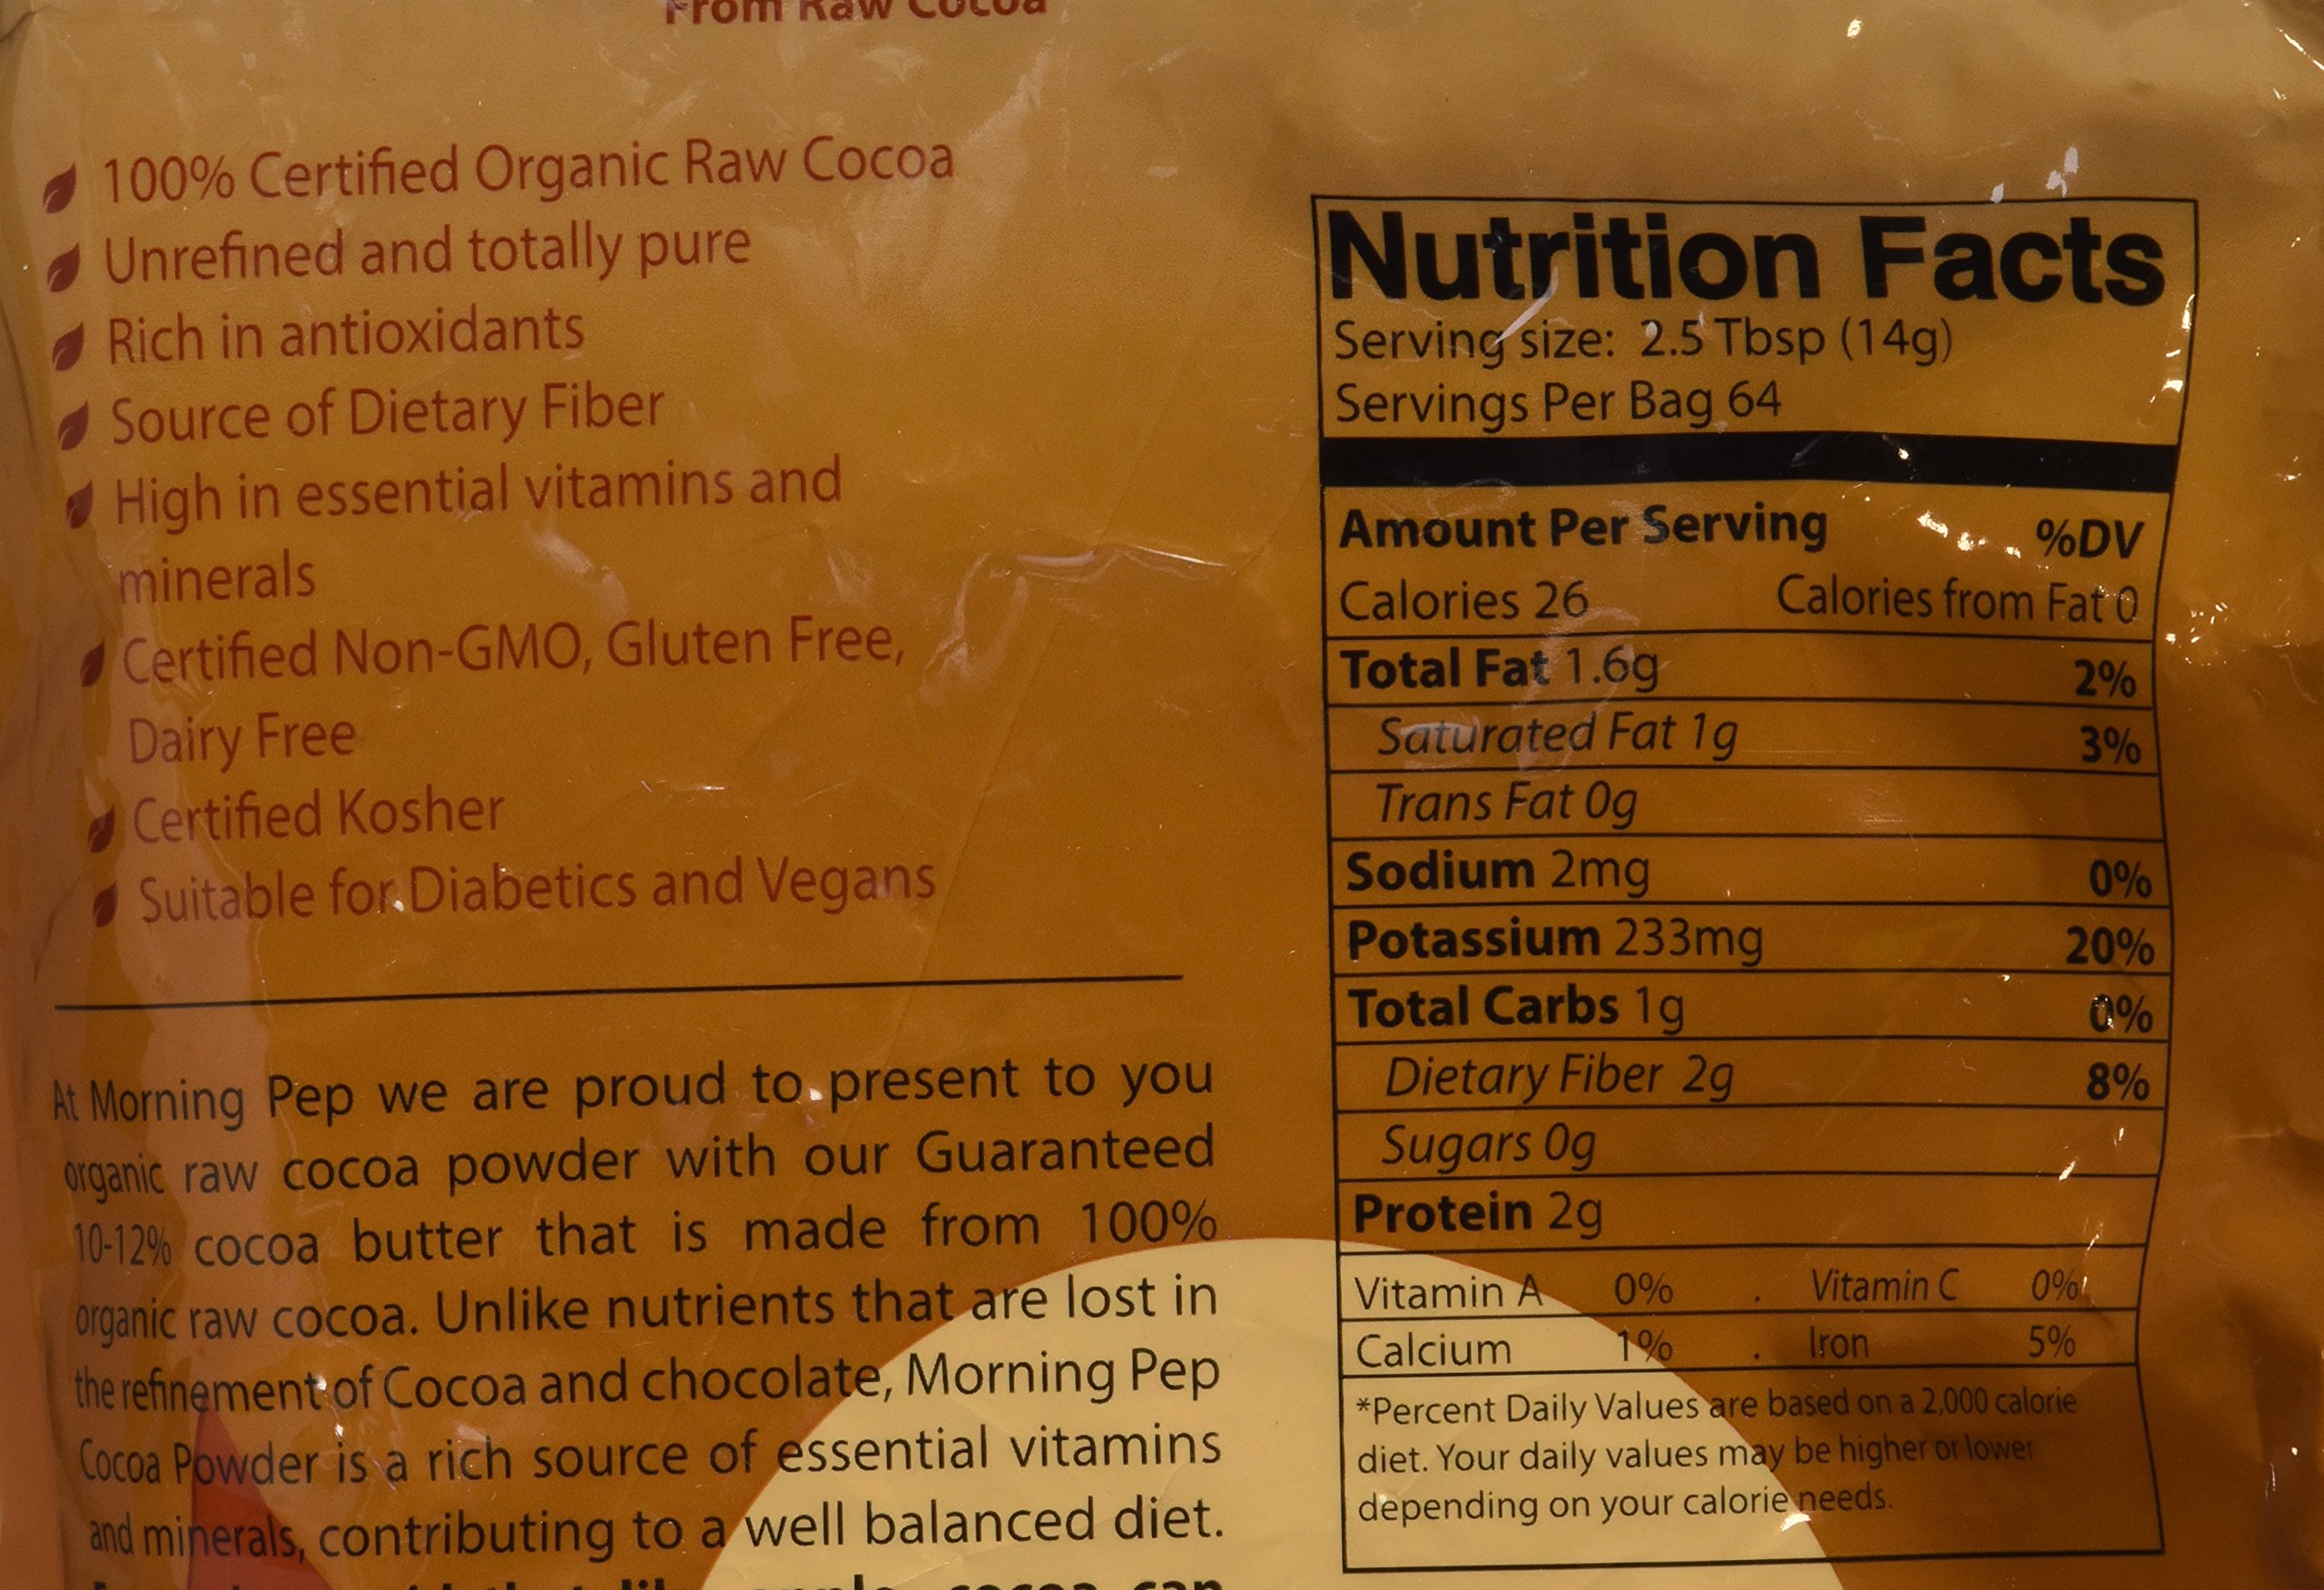 From Raw Cocoa
100% Certified Organic Raw Cocoa
Unrefined and totally pure
Rich in antioxidants
Source of Dietary Fiber
High in essential vitamins and
minerals
Certified Non-GMO, Gluten Free,
Dairy Free
Certified Kosher
Suitable for Diabetics and Vegans
At Morning Pep we are proud to present to you
organic raw cocoa powder with our Guaranteed
10-12% cocoa butter that is made from 100%
organic raw cocoa. Unlike nutrients that are lost in
the refinement of Cocoa and chocolate, Morning Pep
Cocoa Powder is a rich source of essential vitamins
and minerals, contributing to a well balanced diet.
cocoa can
Nutrition Facts
Serving size: 2.5 Tbsp (14g)
Servings Per Bag 64
Amount Per Serving %DV
Calories 26 Calories from Fat 0
Total Fat 1.6g 2%
Saturated Fat 1g 3%
Trans Fat 0g
Sodium 2mg 0%
Potassium 233mg 20%
Total Carbs 1g 0%
Dietary Fiber 2g 8%
Sugars 0g
Protein 2g
Vitamin A 0% . Vitamin C 0%
Calcium 1% . Iron 5%
*Percent Daily Values are based on a 2,000 calorie
diet. Your daily values may be higher or lower
depending on your calorie needs.